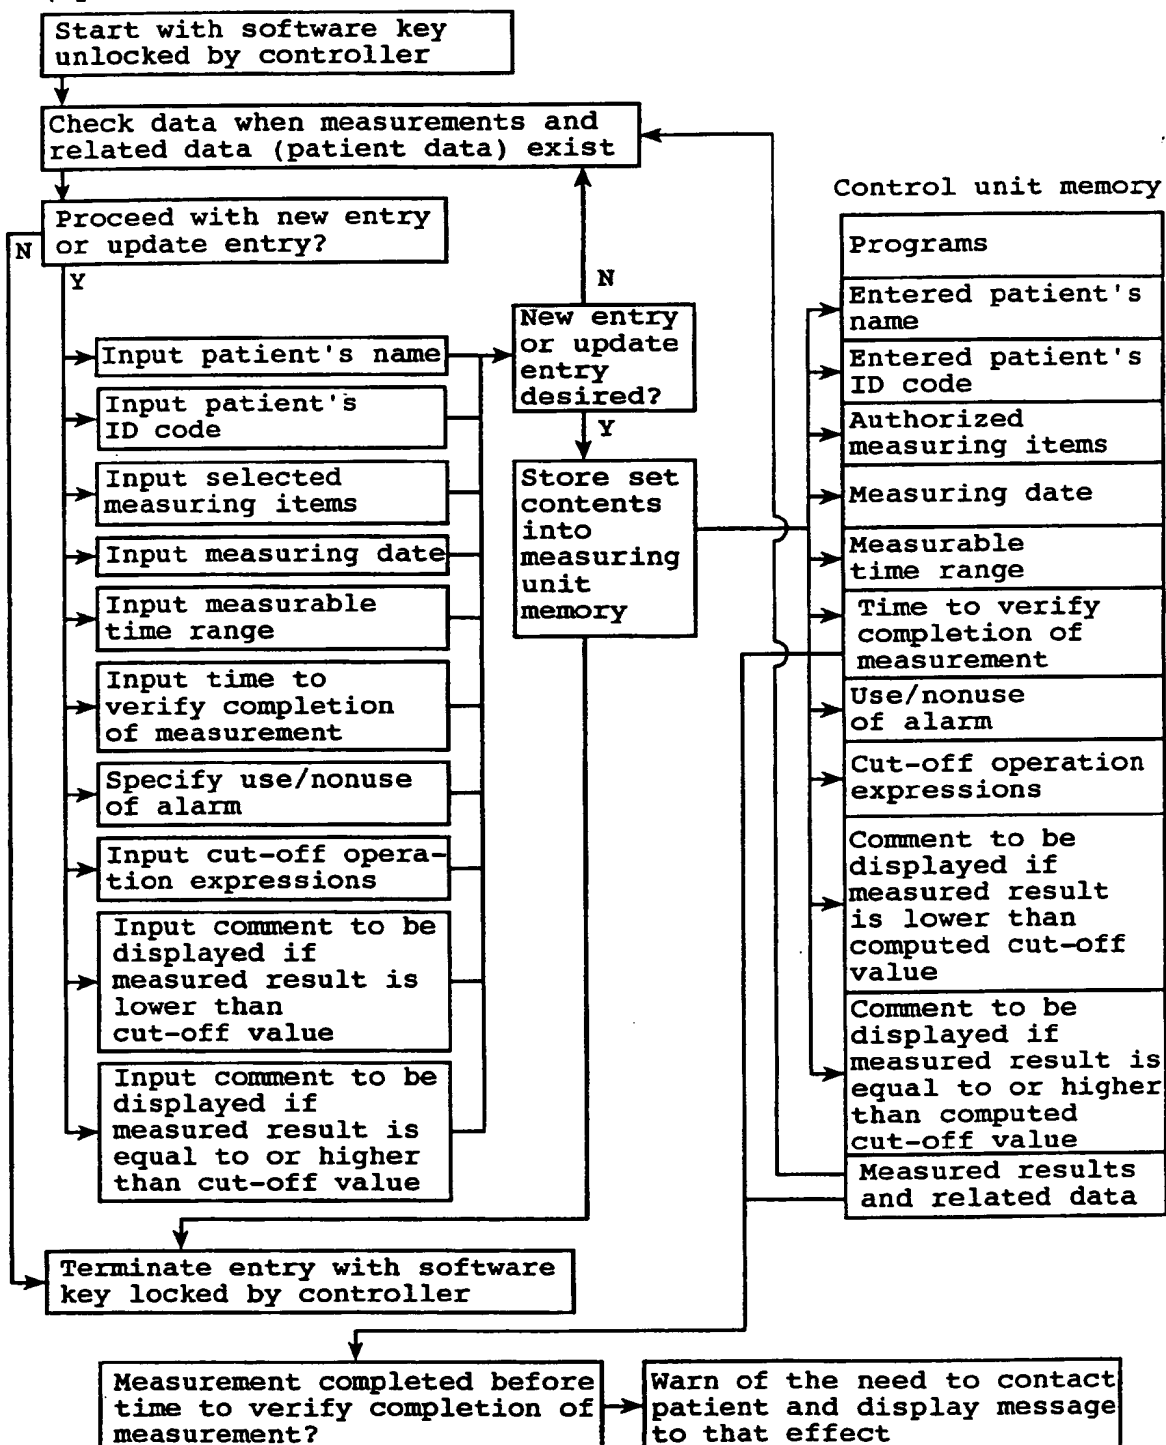 Start with software key
unlocked by controller
Check data when measurements and
related data (patient data) exist
Proceed with new entry
or update entry?
N
Y
Input patient's name
Input patient's
ID code
Input selected
measuring items
Input measuring date
Input measurable
time range
Input time to
verify completion
of measurement
Specify use/nonuse
of alarm
Input cut-off opera-
tion expressions
Input comment to be
displayed if
measured result is
lower than
cut-off value
Input comment to be
displayed if
measured result is
equal to or higher
than cut-off value
N
New entry
or update
entry
desired?
Y
Store set
contents
into
measuring
unit
memory
Control unit memory
Programs
Entered patient's
name
Entered patient's
ID code
Authorized
measuring items
Measuring date
Measurable
time range
Time to verify
completion of
measurement
Use/nonuse
of alarm
Cut-off operation
expressions
Comment to be
displayed if
measured result
is lower than
computed cut-off
value
Comment to be
displayed if
measured result is
equal to or higher
than computed
cut-off value
Measured results
and related data
Terminate entry with software
key locked by controller
Measurement completed before
time to verify completion of
measurement?
Warn of the need to contact
patient and display message
to that effect